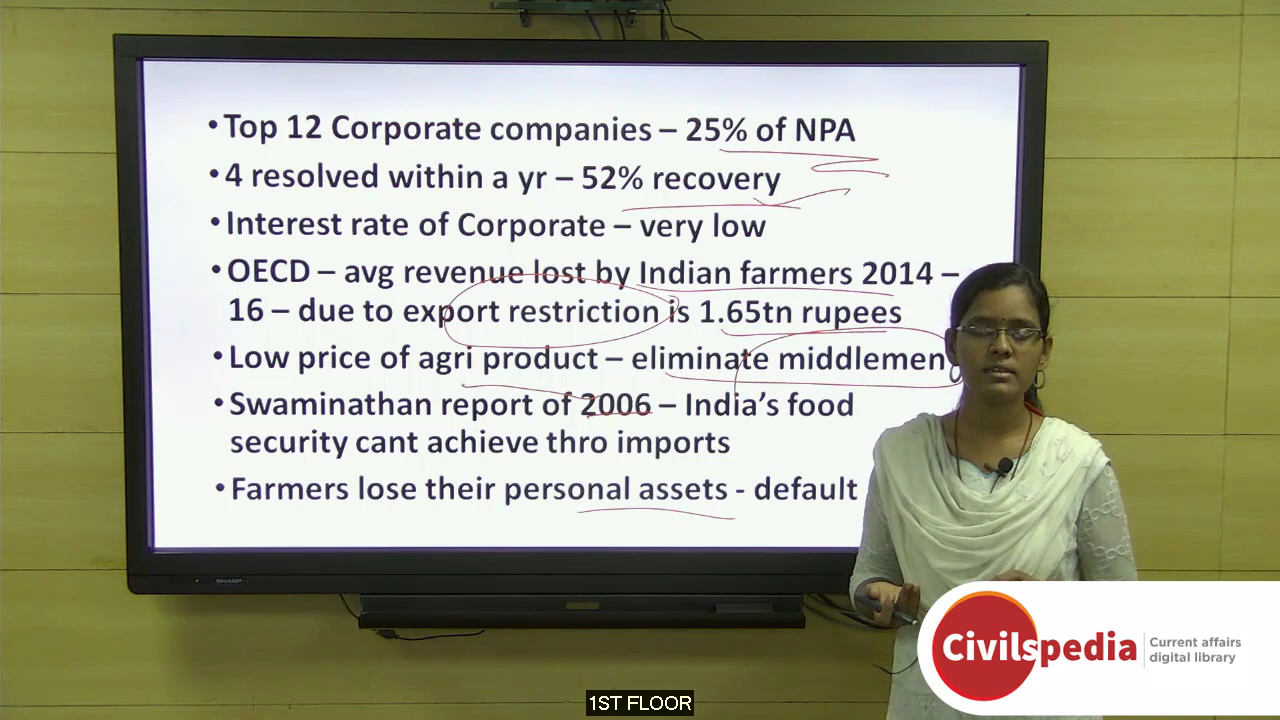 • Top 12 Corporate companies – 25% of NPA
• 4 resolved within a yr – 52% recovery
• Interest rate of Corporate – very low
• OECD – avg revenue lost by Indian farmers 2014 –
16 – due to export restriction is 1.65tn rupees
• Low price of agri product – eliminate middlemen
• Swaminathan report of 2006 – India's food
security cant achieve thro imports
• Farmers lose their personal assets - default
SHARP
Civilspedia
Current affairs
digital library
1ST FLOOR